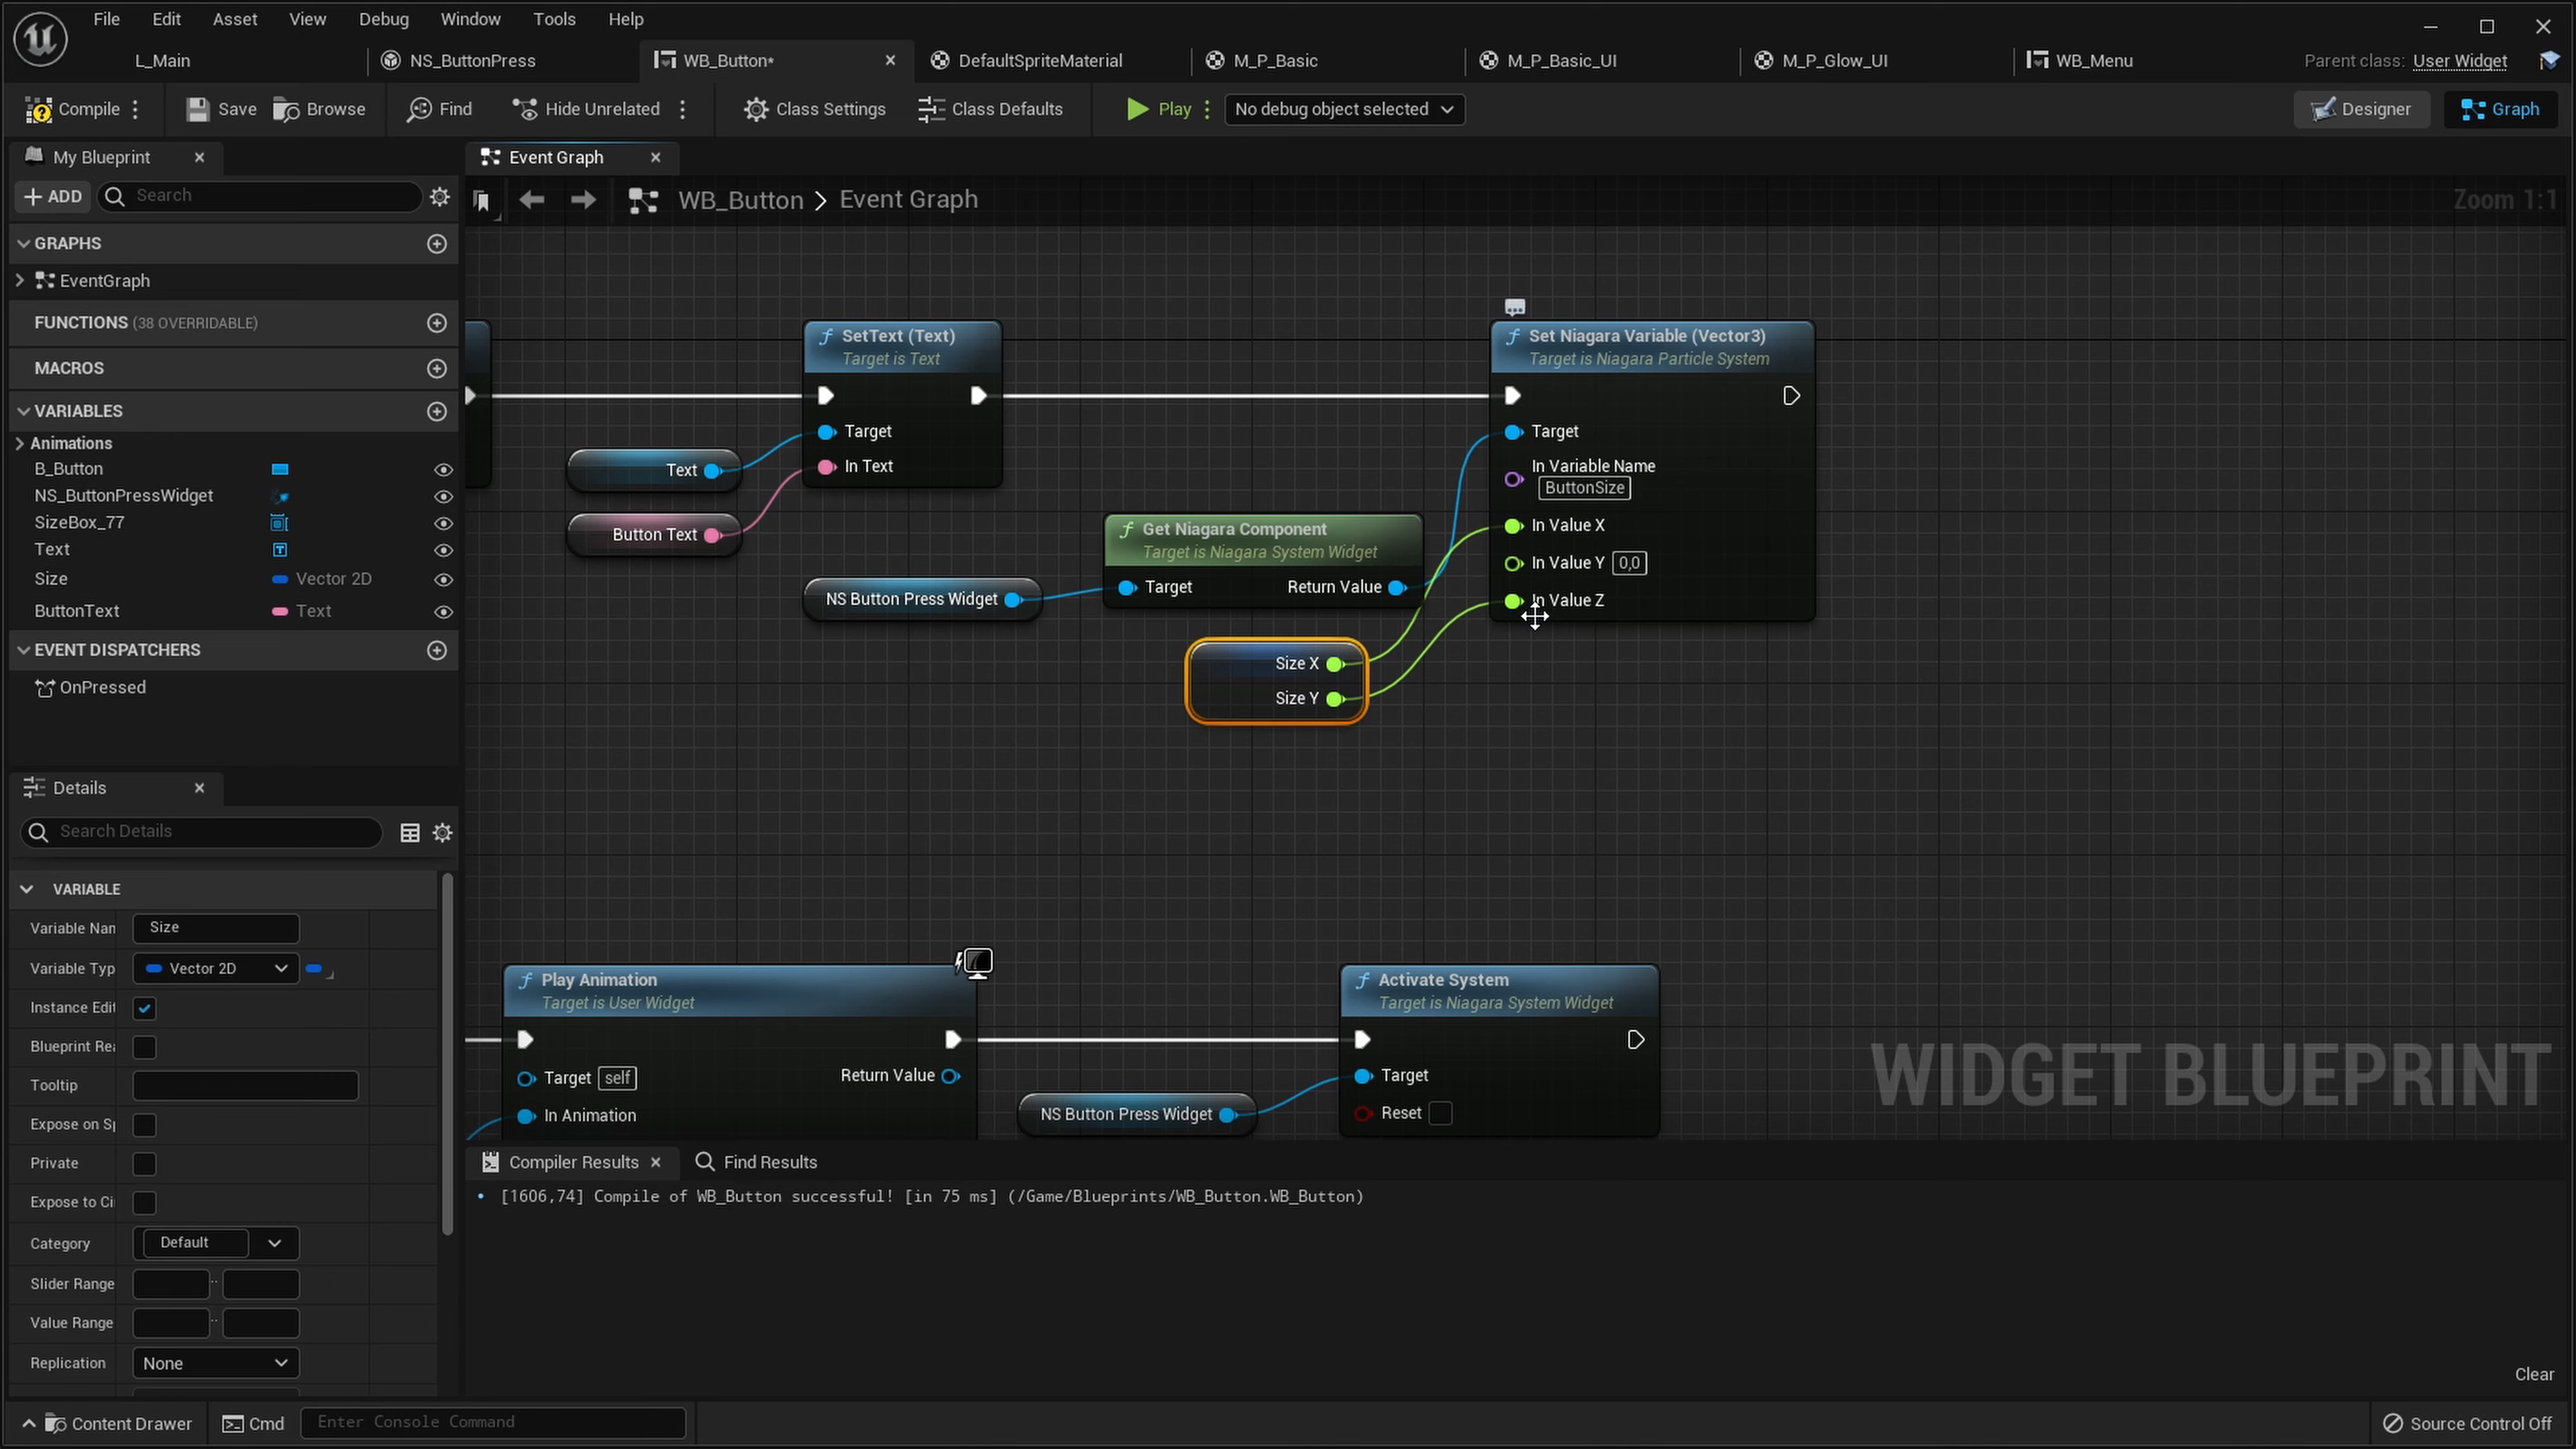 File Edit Asset View Debug Window Tools Help
L_Main NS_ButtonPress WB_Button* DefaultSpriteMaterial M_P_Basic M_P_Basic_UI M_P_Glow_UI WB_Menu Parent class: User Widget
Compile Save Browse Find Hide Unrelated Class Settings Class Defaults Play No debug object selected Designer Graph
My Blueprint
ADD Search
GRAPHS
EventGraph
FUNCTIONS (38 OVERRIDABLE)
MACROS
VARIABLES
Animations
B_Button
NS_ButtonPressWidget
SizeBox_77
Text
Size Vector 2D
ButtonText Text
EVENT DISPATCHERS
OnPressed
Details
Search Details
VARIABLE
Variable Nan Size
Variable Typ Vector 2D
Instance Edit
Blueprint Rea
Tooltip
Expose on Sp
Private
Expose to Ci
Category Default
Slider Range ..
Value Range ..
Replication None
Event Graph
WB_Button > Event Graph
Zoom 1:1
SetText (Text)
Target is Text
Target
In Text
Text
Button Text
NS Button Press Widget
Get Niagara Component
Target is Niagara System Widget
Target Return Value
Size X
Size Y
Set Niagara Variable (Vector3)
Target is Niagara Particle System
Target
In Variable Name
ButtonSize
In Value X
In Value Y 0,0
In Value Z
Play Animation
Target is User Widget
Target self Return Value
In Animation
NS Button Press Widget
Activate System
Target is Niagara System Widget
Target
Reset
WIDGET BLUEPRINT
Compiler Results Find Results
• [1606,74] Compile of WB_Button successful! [in 75 ms] (/Game/Blueprints/WB_Button.WB_Button)
Clear
Content Drawer Cmd Enter Console Command Source Control Off